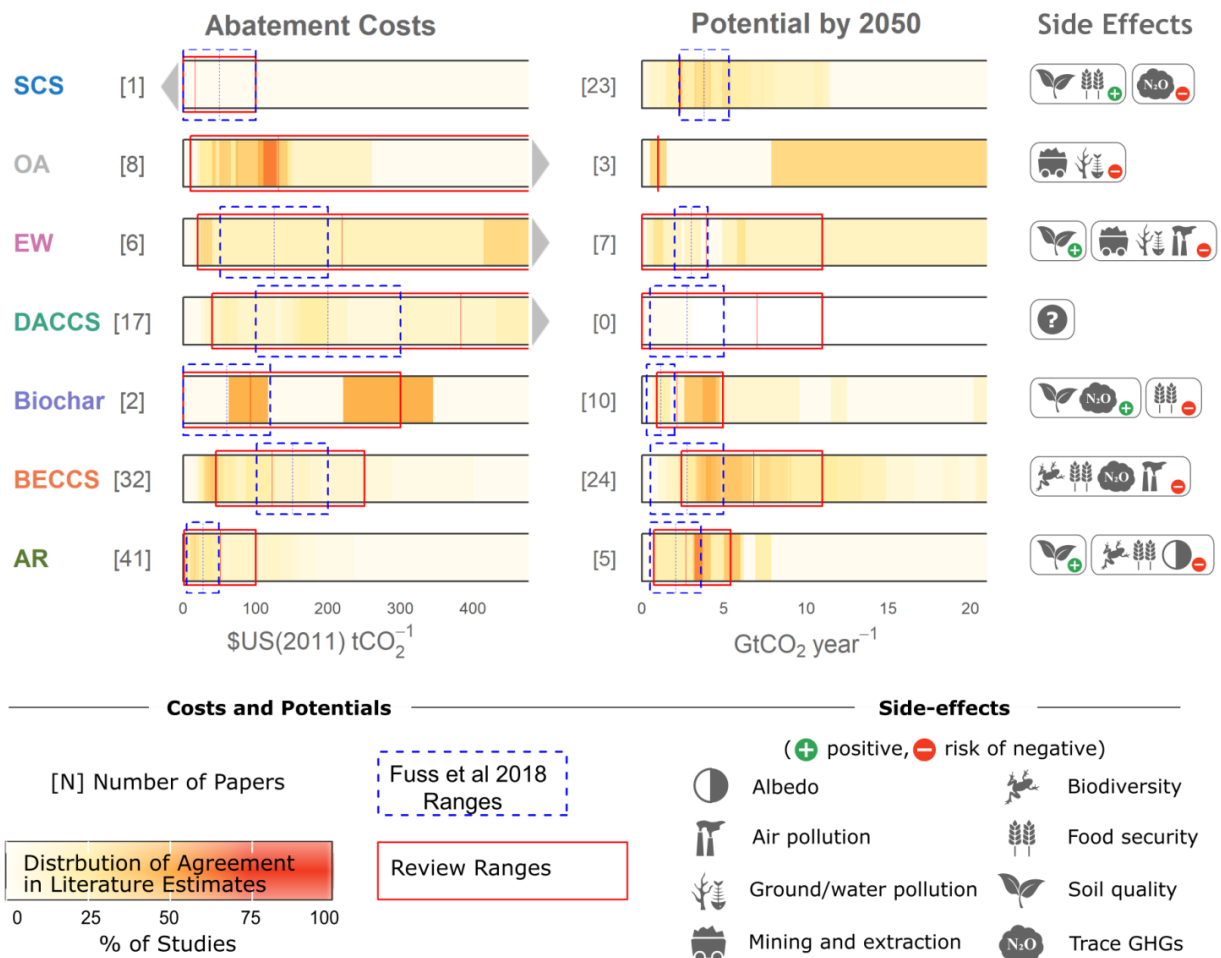 Abatement Costs Potential by 2050 Side Effects
SCS [1] [23] N₂O
OA [8] [3]
EW [6] [7]
DACCS [17] [0] ?
Biochar [2] [10] N₂O
BECCS [32] [24] N₂O
AR [41] [5]
0 100 200 300 400 0 5 10 15 20
$US(2011) tCO₂⁻¹ GtCO₂ year⁻¹
Costs and Potentials Side-effects
(+ positive, − risk of negative)
[N] Number of Papers
Fuss et al 2018
Ranges
Distrbution of Agreement
in Literature Estimates
0 25 50 75 100
% of Studies
Review Ranges
Albedo Biodiversity
Air pollution Food security
Ground/water pollution Soil quality
Mining and extraction N₂O Trace GHGs